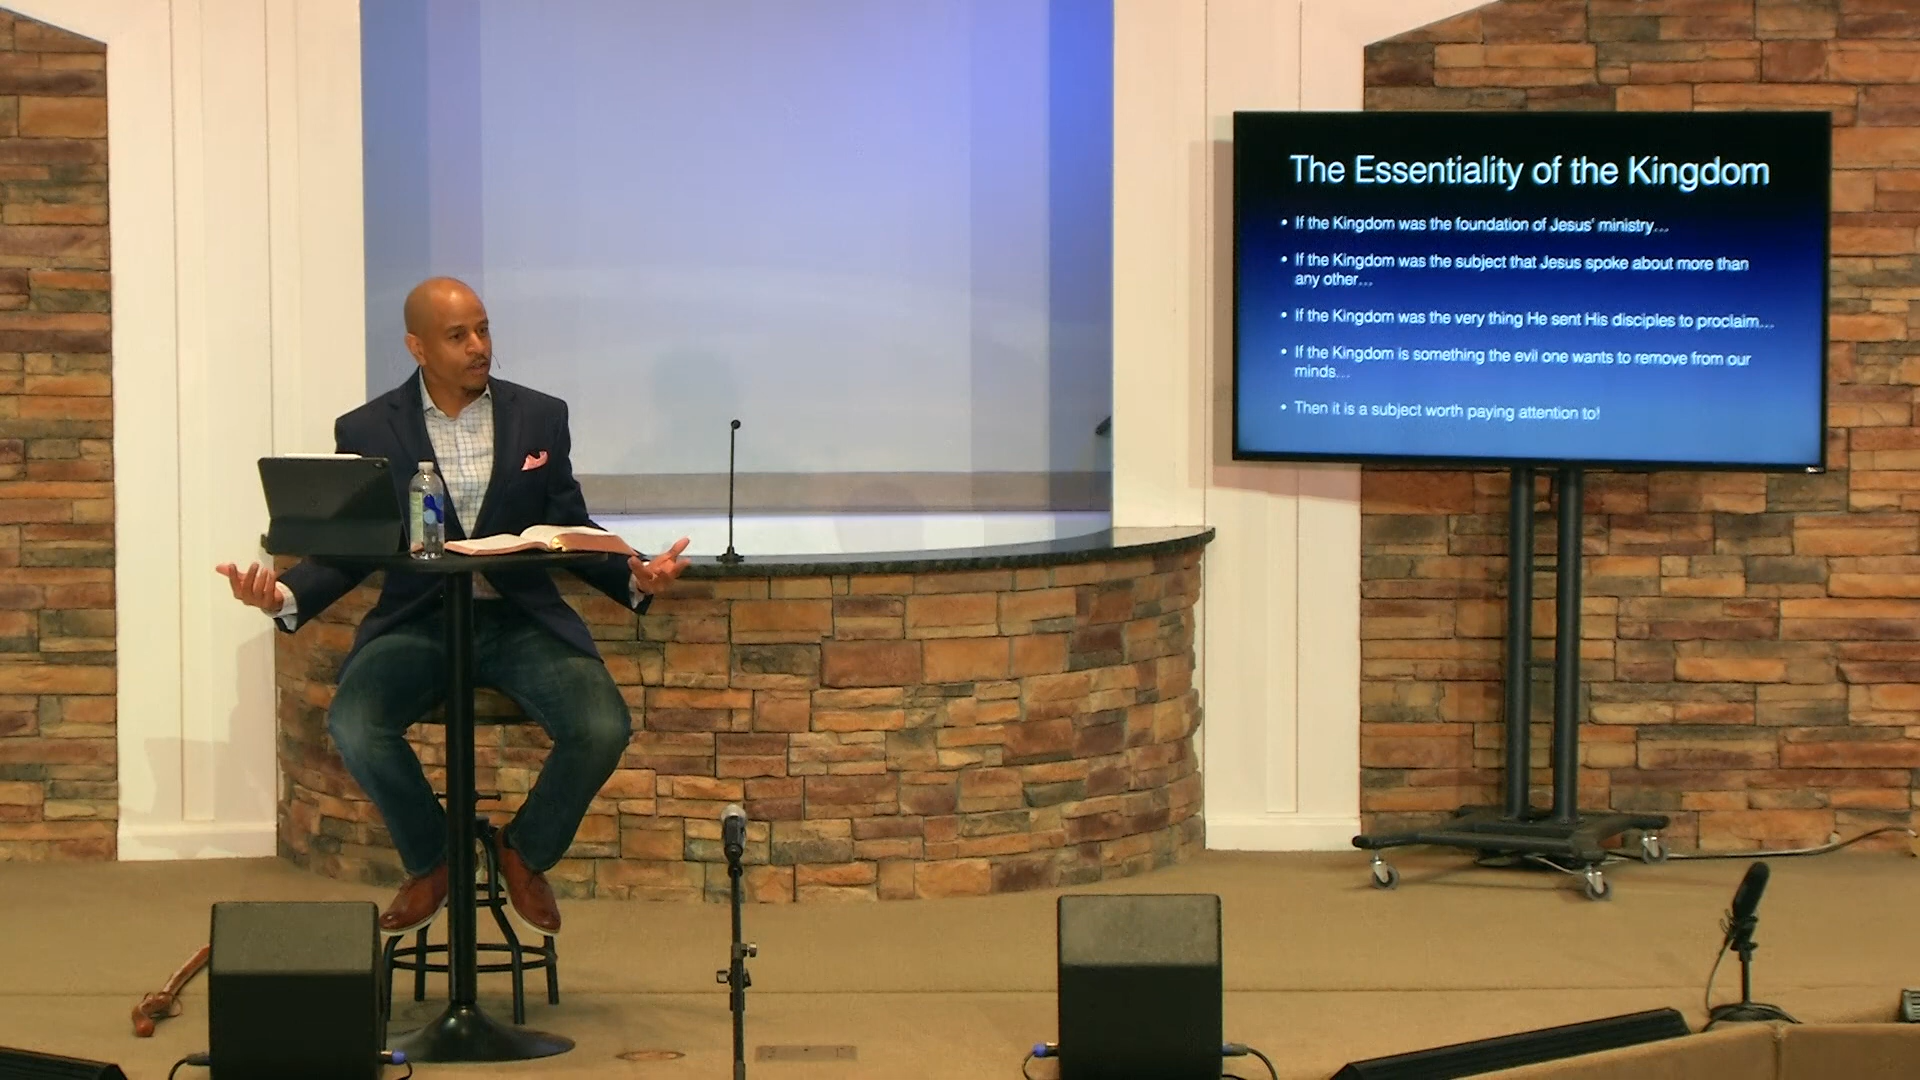 The Essentiality of the Kingdom
• If the Kingdom was the foundation of Jesus' ministry...
• If the Kingdom was the subject that Jesus spoke about more than
any other...
• If the Kingdom was the very thing He sent His disciples to proclaim...
• If the Kingdom is something the evil one wants to remove from our
minds...
• Then it is a subject worth paying attention to!